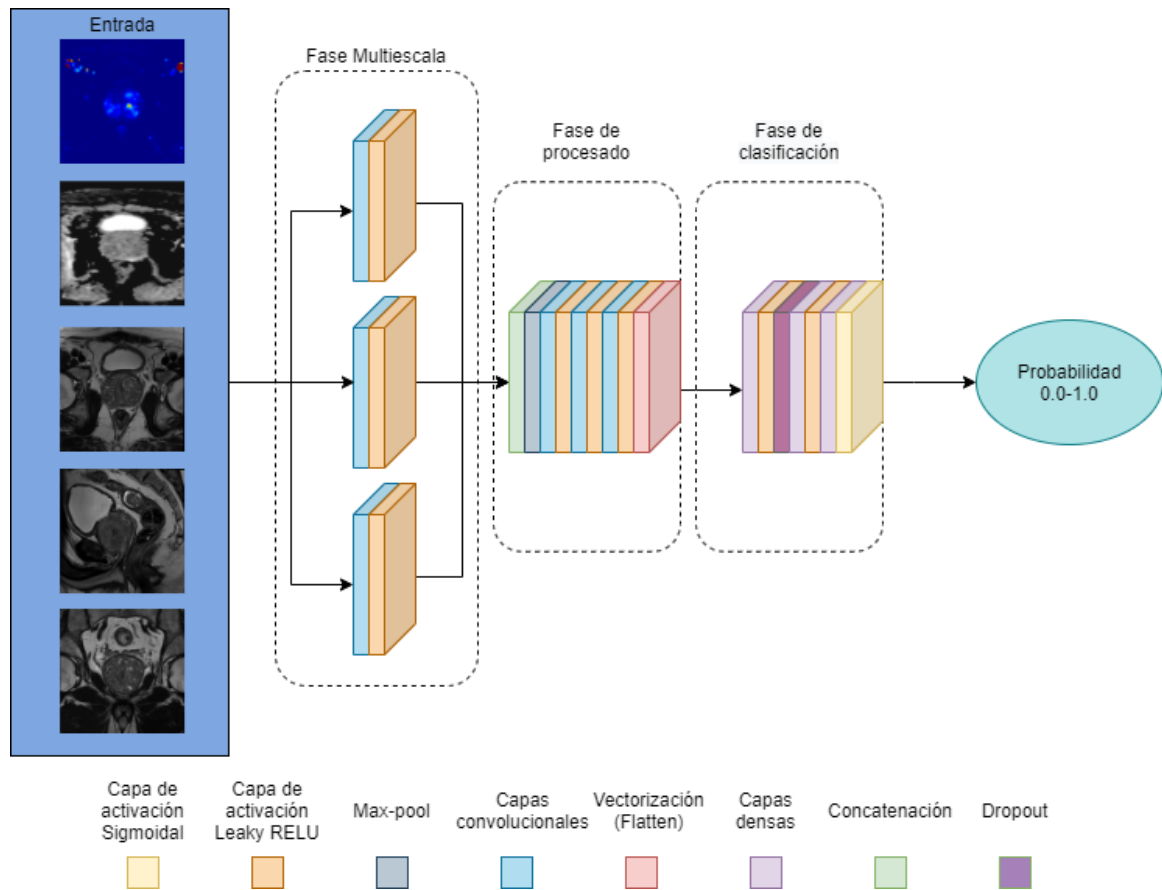 Entrada
Fase Multiescala
Fase de
procesado
Fase de
clasificación
Probabilidad
0.0-1.0
Capa de
activación
Sigmoidal
Capa de
activación
Leaky RELU
Max-pool
Capas
convolucionales
Vectorización
(Flatten)
Capas
densas
Concatenación
Dropout